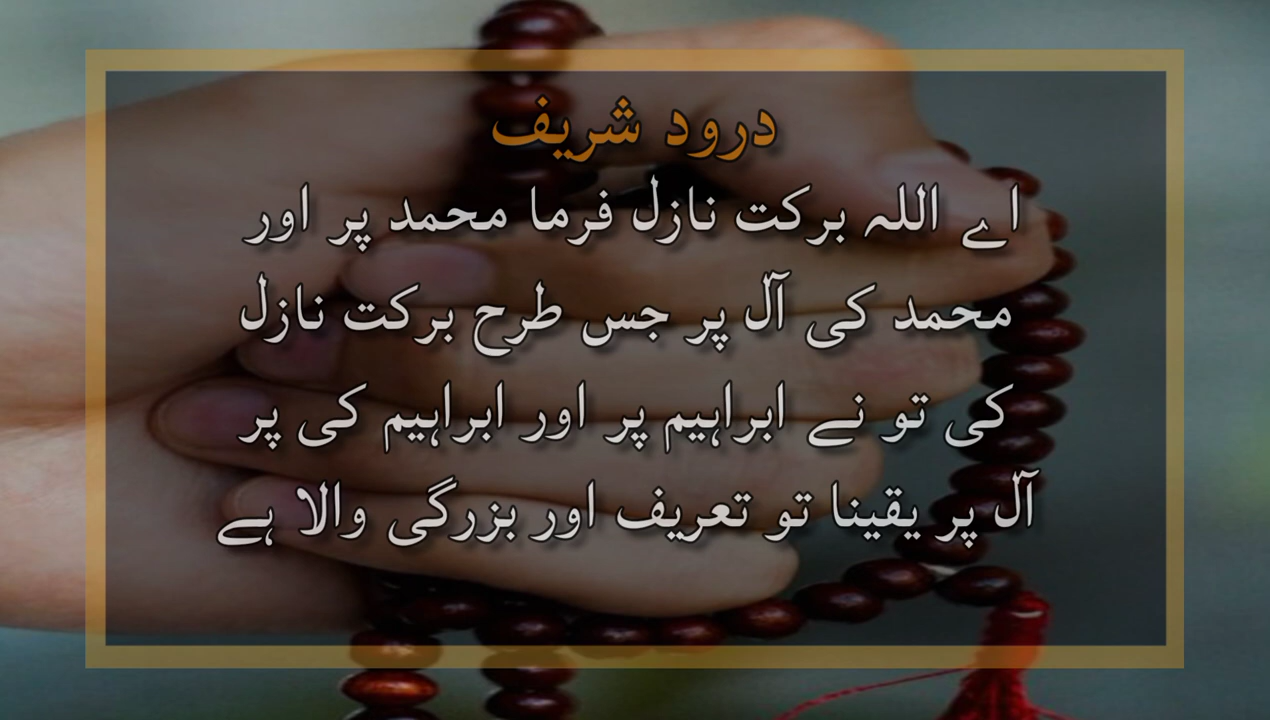 درود شریف
اے اللہ برکت نازل فرما محمد پر اور
محمد کی آل پر جس طرح برکت نازل
کی تو نے ابراہیم پر اور ابراہیم کی پر
آل پر یقینا تو تعریف اور بزرگی والا ہے